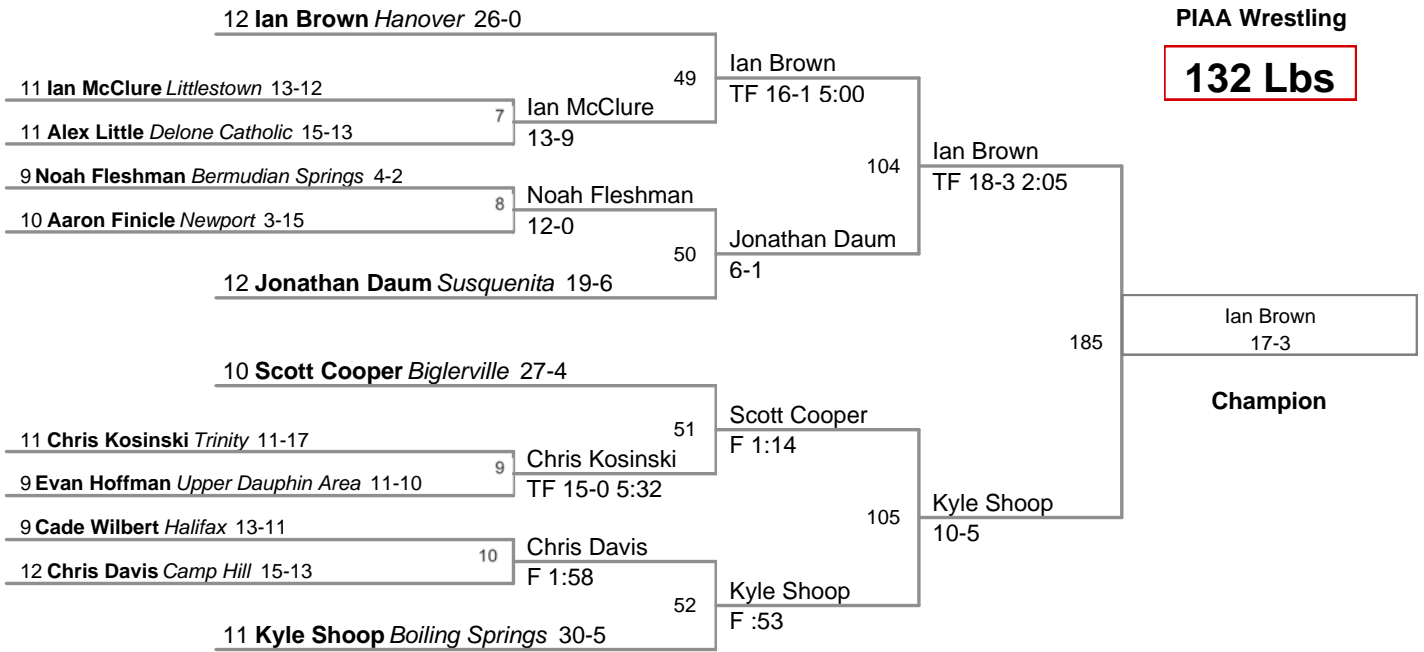 12 Ian Brown Hanover 26-0
PIAA Wrestling
132 Lbs
49
Ian Brown
TF 16-1 5:00
11 Ian McClure Littlestown 13-12
7
Ian McClure
13-9
11 Alex Little Delone Catholic 15-13
104
Ian Brown
TF 18-3 2:05
9 Noah Fleshman Bermudian Springs 4-2
8
Noah Fleshman
12-0
10 Aaron Finicle Newport 3-15
50
Jonathan Daum
6-1
12 Jonathan Daum Susquenita 19-6
185
Ian Brown
17-3
Champion
10 Scott Cooper Biglerville 27-4
51
Scott Cooper
F 1:14
11 Chris Kosinski Trinity 11-17
9
Chris Kosinski
TF 15-0 5:32
9 Evan Hoffman Upper Dauphin Area 11-10
105
Kyle Shoop
10-5
9 Cade Wilbert Halifax 13-11
10
Chris Davis
F 1:58
12 Chris Davis Camp Hill 15-13
52
Kyle Shoop
F :53
11 Kyle Shoop Boiling Springs 30-5